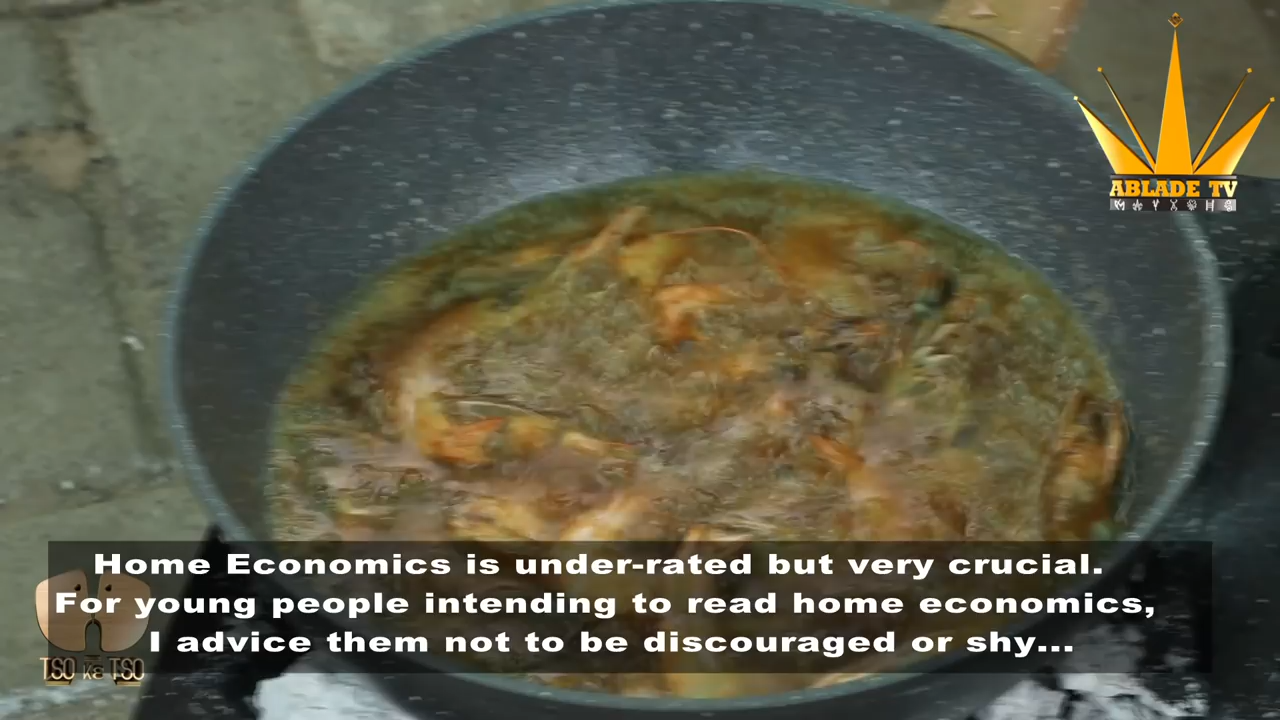 ABLADE TV
Home Economics is under-rated but very crucial.
For young people intending to read home economics,
I advice them not to be discouraged or shy...
TSO Kɛ TSO